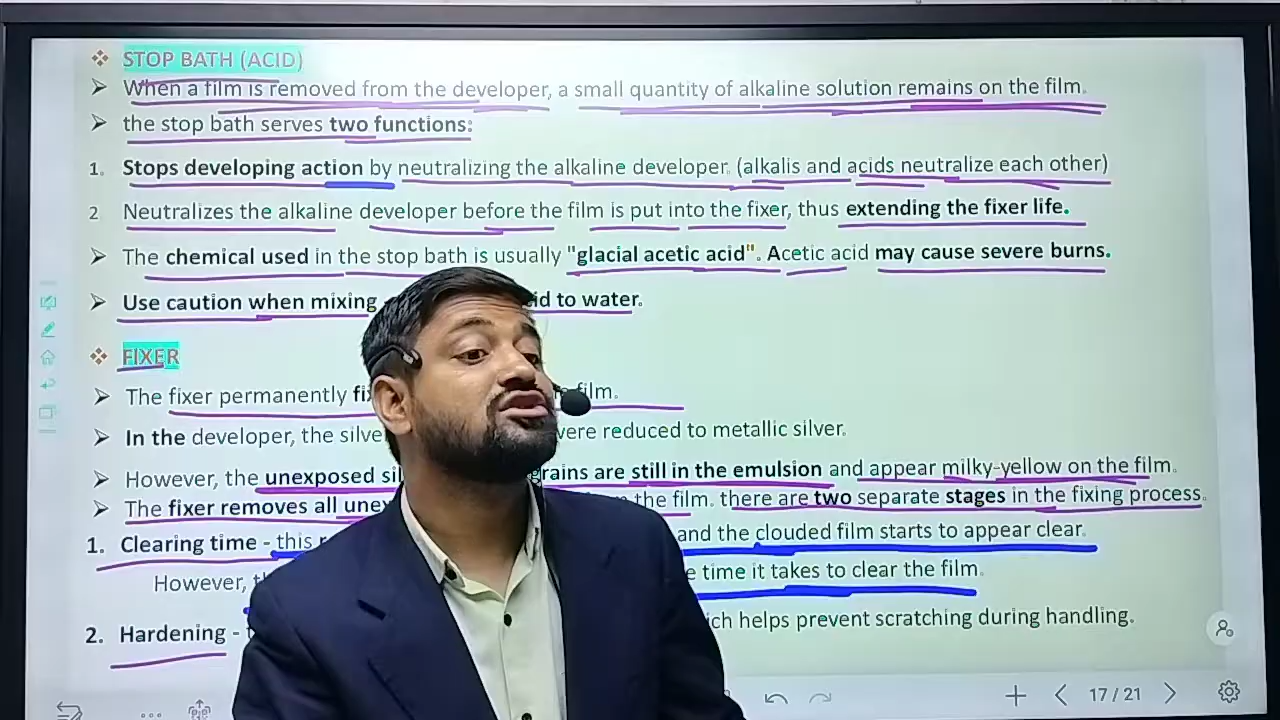 ❖ STOP BATH (ACID)
➢ When a film is removed from the developer, a small quantity of alkaline solution remains on the film.
➢ the stop bath serves two functions:
1. Stops developing action by neutralizing the alkaline developer. (alkalis and acids neutralize each other)
2 Neutralizes the alkaline developer before the film is put into the fixer, thus extending the fixer life.
➢ The chemical used in the stop bath is usually "glacial acetic acid". Acetic acid may cause severe burns.
➢ Use caution when mixing to water.
❖ FIXER
➢ The fixer permanently film.
➢ In the developer, the were reduced to metallic silver.
➢ However, the unexposed grains are still in the emulsion and appear milky-yellow on the film.
➢ The fixer removes all the film. there are two separate stages in the fixing process.
1. Clearing time - this and the clouded film starts to appear clear.
However, time it takes to clear the film.
2. Hardening - helps prevent scratching during handling.
17 / 21